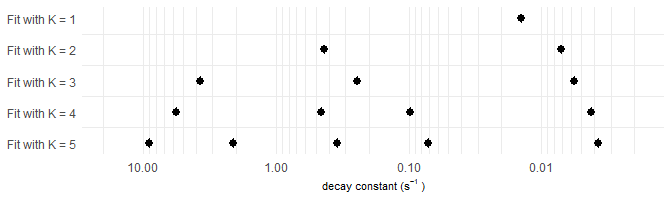 Fit with K = 1
Fit with K = 2
Fit with K = 3
Fit with K = 4
Fit with K = 5
10.00 1.00 0.10 0.01
decay constant (s⁻¹ )